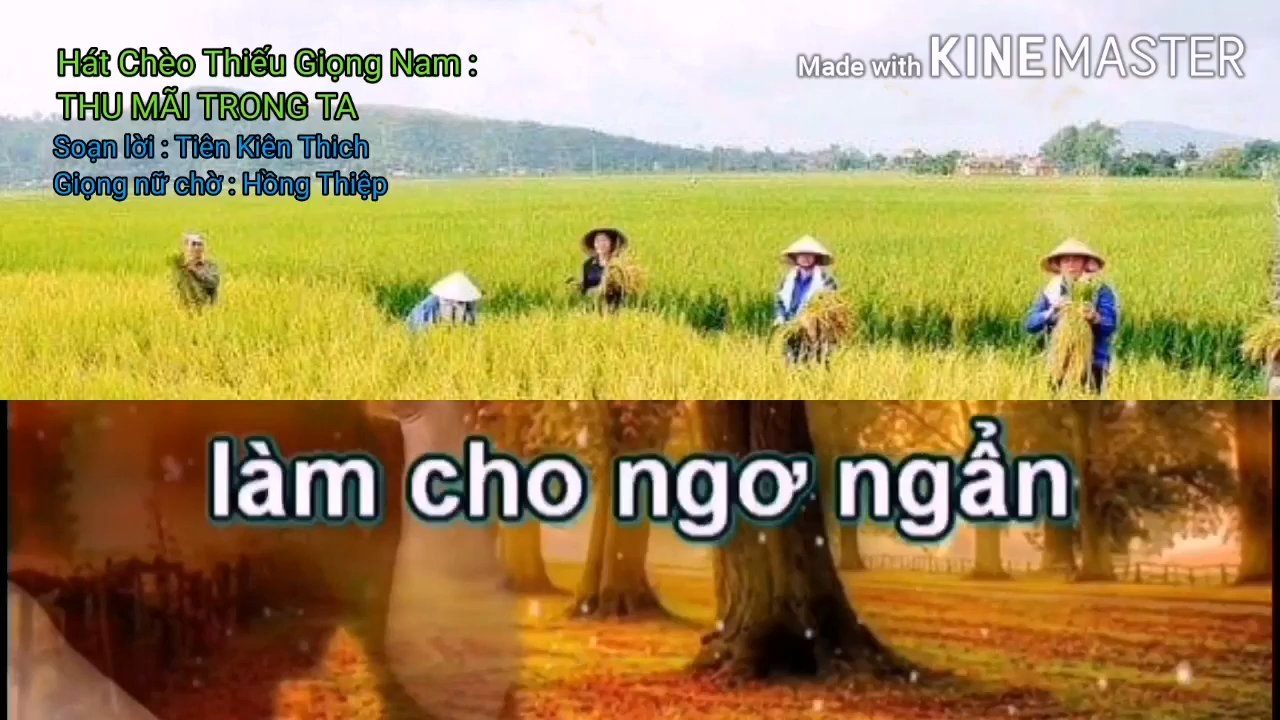 Hát Chèo Thiếu Giọng Nam :
THU MÃI TRONG TA
Soạn lời : Tiên Kiên Thich
Giọng nữ chờ : Hồng Thiệp
Made with KINEMASTER
làm cho ngơ ngẩn